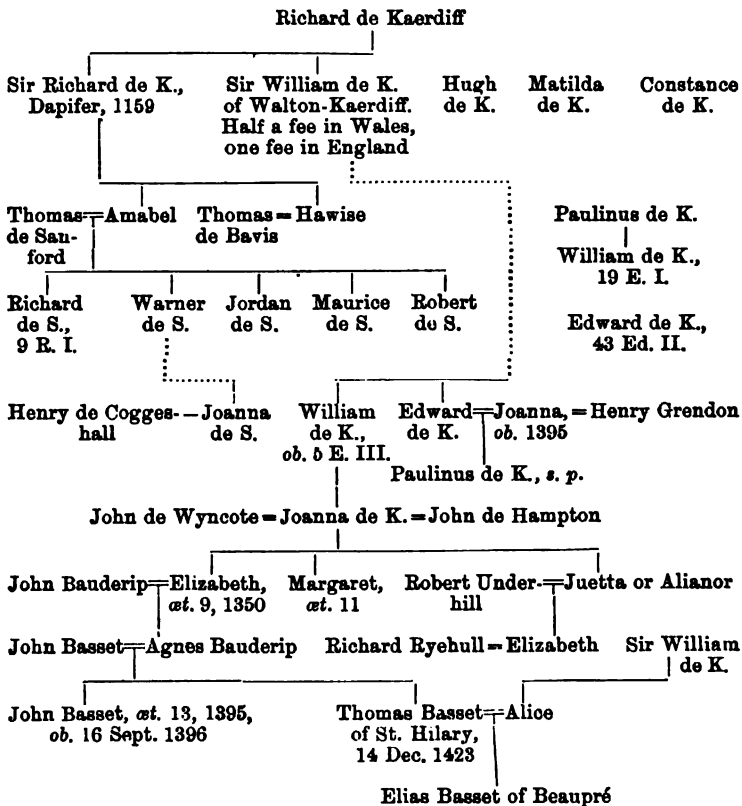 Richard de Kaerdiff
Sir Richard de K., Sir William de K. Hugh Matilda Constance
Dapifer, 1159 of Walton-Kaerdiff. de K. de K. de K.
Half a fee in Wales,
one fee in England
Thomas=Amabel Thomas=Hawise Paulinus de K.
de San- de Bavis
ford William de K.,
19 E. I.
Richard Warner Jordan Maurice Robert
de S., de S. de S. de S. de S. Edward de K.,
9 R. I. 43 Ed. II.
Henry de Cogges--Joanna William Edward=Joanna,=Henry Grendon
hall de S. de K., de K. ob. 1395
ob. 5 E. III.
Paulinus de K., s. p.
John de Wyncote=Joanna de K.=John de Hampton
John Bauderip=Elizabeth, Margaret, Robert Under-=Juetta or Alianor
æt. 9, 1350 æt. 11 hill
John Basset=Agnes Bauderip Richard Ryehull=Elizabeth Sir William
de K.
John Basset, æt. 13, 1395, Thomas Basset=Alice
ob. 16 Sept. 1396 of St. Hilary,
14 Dec. 1423
Elias Basset of Beaupré